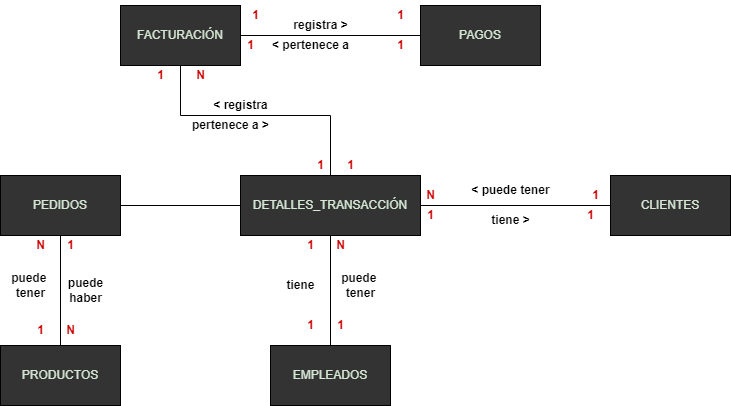 1 registra > 1
FACTURACIÓN PAGOS
1 < pertenece a 1
1 N
< registra
pertenece a >
1 1
PEDIDOS DETALLES_TRANSACCIÓN N < puede tener 1 CLIENTES
1 tiene > 1
N 1 1 N
puede
tener
puede
haber
tiene
puede
tener
1 N 1 1
PRODUCTOS EMPLEADOS